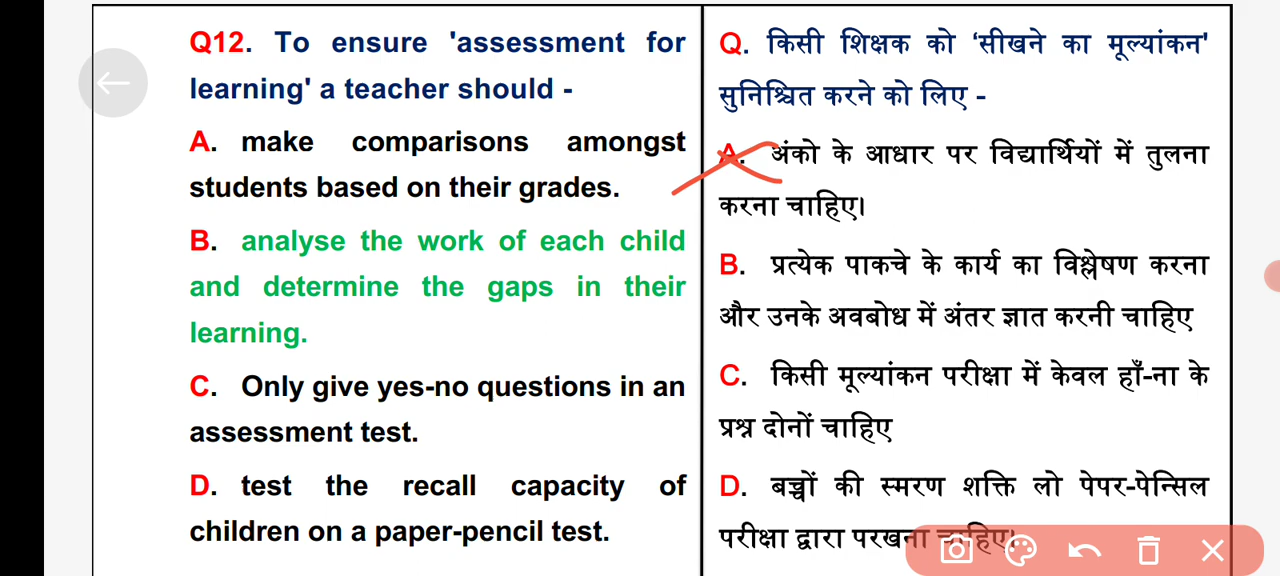 Q12. To ensure 'assessment for
learning' a teacher should -
A. make comparisons amongst
students based on their grades.
B. analyse the work of each child
and determine the gaps in their
learning.
C. Only give yes-no questions in an
assessment test.
D. test the recall capacity of
children on a paper-pencil test.
Q. किसी शिक्षक को ‘सीखने का मूल्यांकन'
सुनिश्चित करने को लिए -
A. अंको के आधार पर विद्यार्थियों में तुलना
करना चाहिए।
B. प्रत्येक पाकचे के कार्य का विश्लेषण करना
और उनके अवबोध में अंतर ज्ञात करनी चाहिए
C. किसी मूल्यांकन परीक्षा में केवल हाँ-ना के
प्रश्न दोनों चाहिए
D. बच्चों की स्मरण शक्ति लो पेपर-पेन्सिल
परीक्षा द्वारा परखना चाहिए।